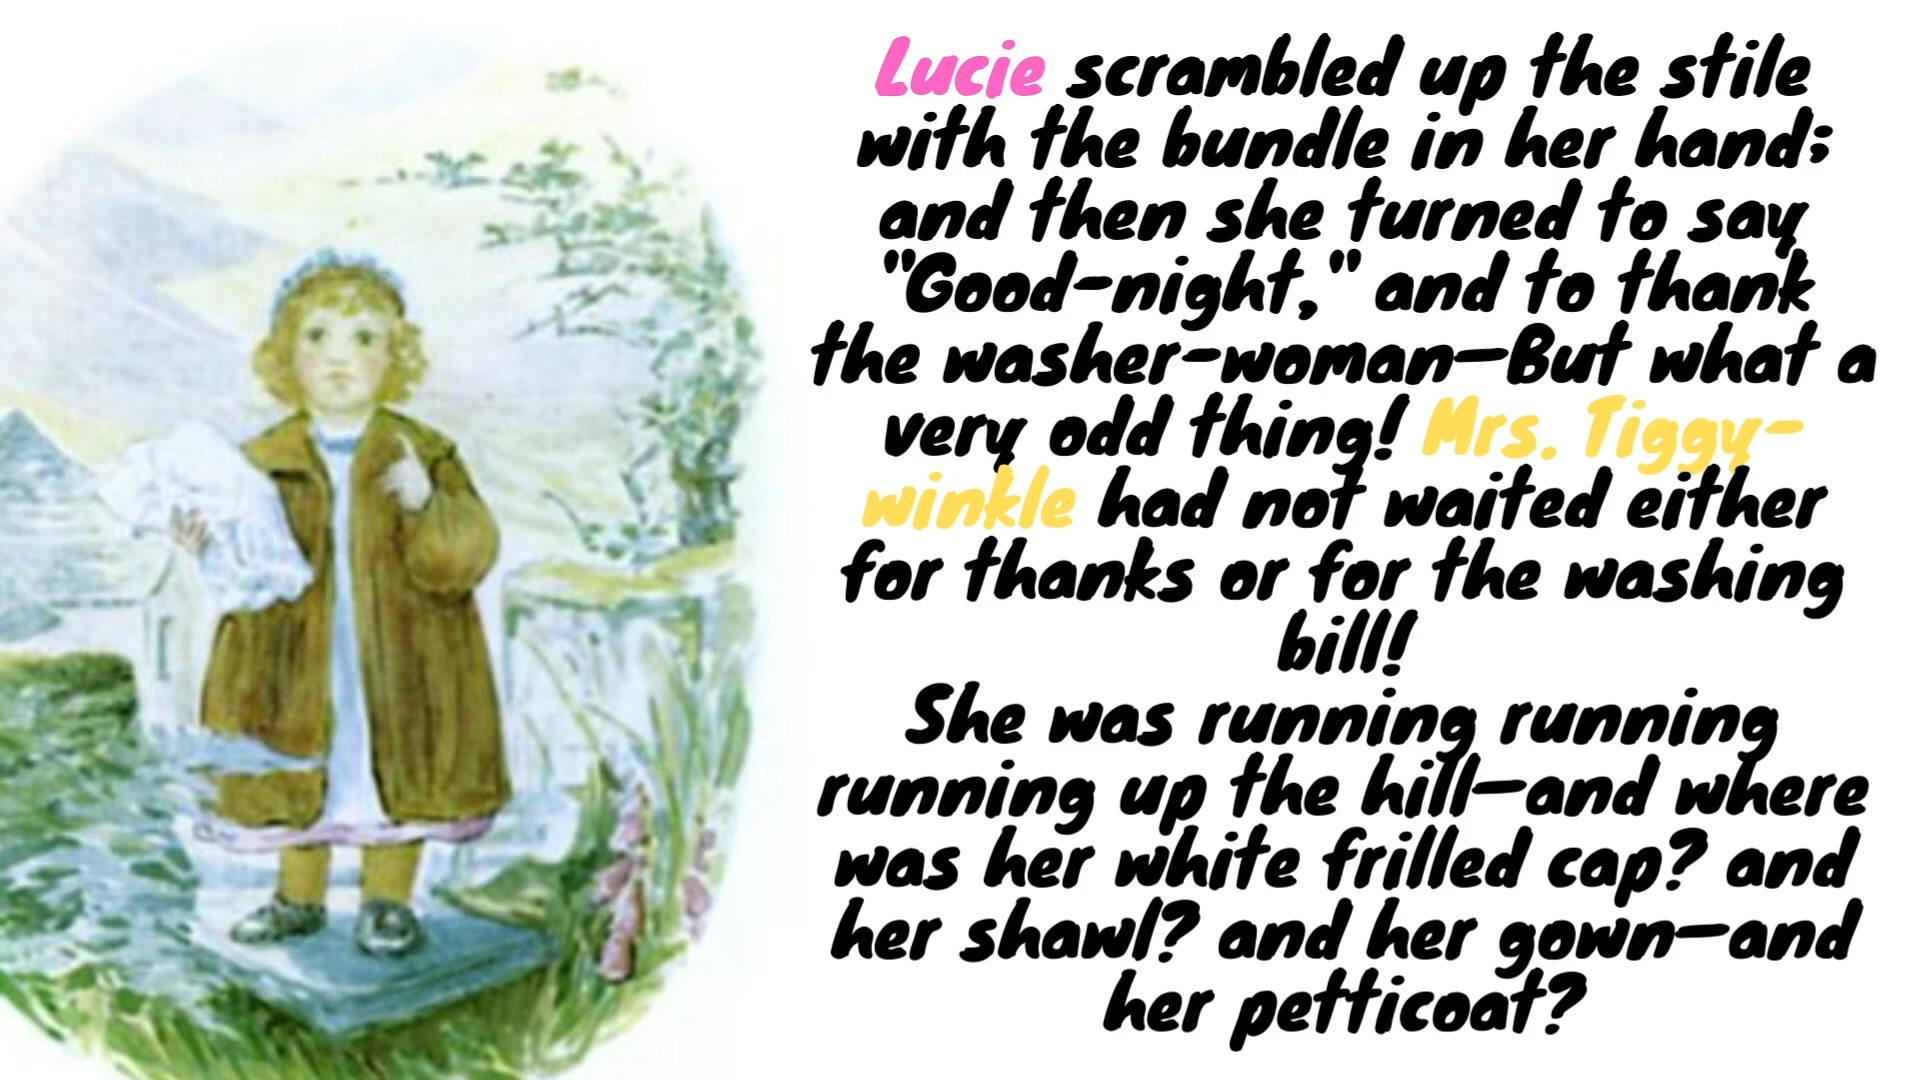 Lucie scrambled up the stile
with the bundle in her hand;
and then she turned to say
"Good-night," and to thank
the washer-woman—But what a
very odd thing! Mrs. Tiggy-
winkle had not waited either
for thanks or for the washing
bill!
She was running running
running up the hill—and where
was her white frilled cap? and
her shawl? and her gown—and
her petticoat?